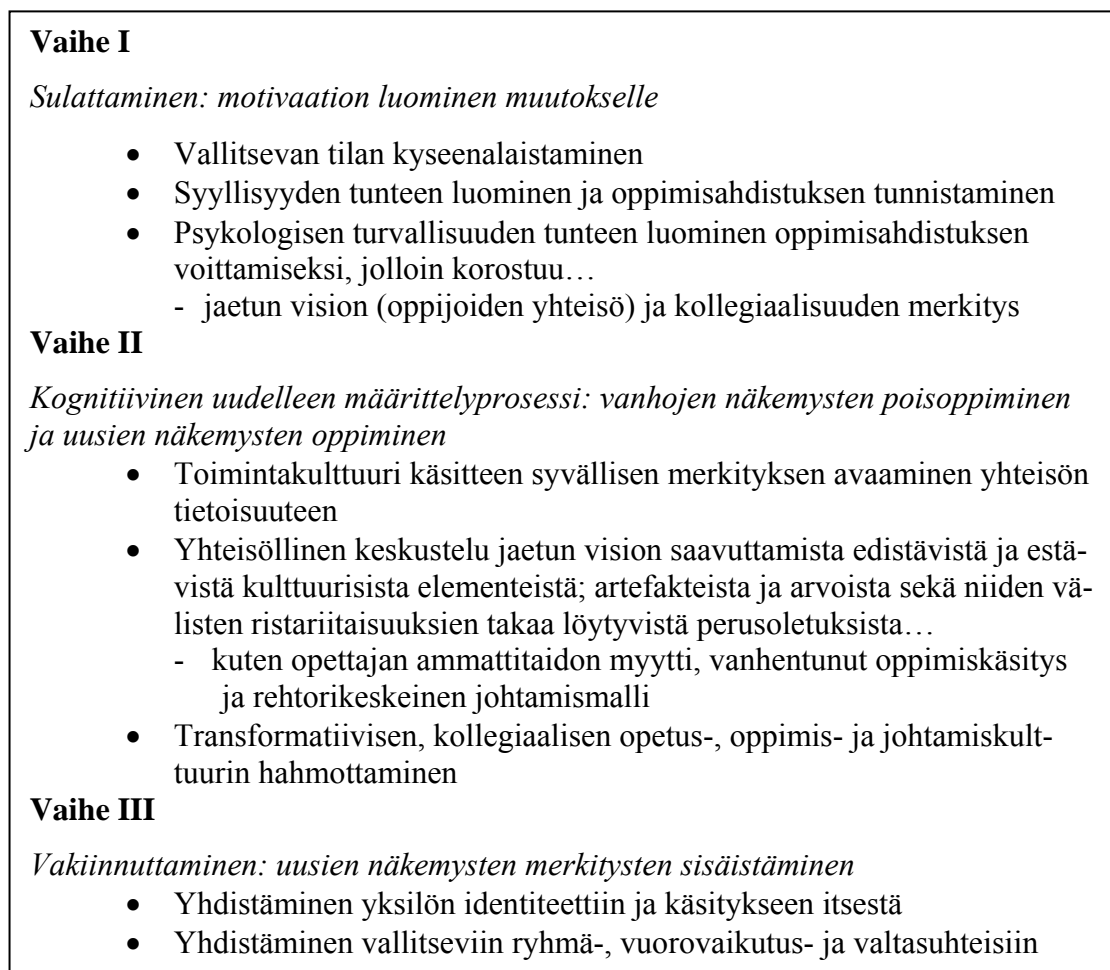 Vaihe I
Sulattaminen: motivaation luominen muutokselle
• Vallitsevan tilan kyseenalaistaminen
• Syyllisyyden tunteen luominen ja oppimisahdistuksen tunnistaminen
• Psykologisen turvallisuuden tunteen luominen oppimisahdistuksen
voittamiseksi, jolloin korostuu…
- jaetun vision (oppijoiden yhteisö) ja kollegiaalisuuden merkitys
Vaihe II
Kognitiivinen uudelleen määrittelyprosessi: vanhojen näkemysten poisoppiminen
ja uusien näkemysten oppiminen
• Toimintakulttuuri käsitteen syvällisen merkityksen avaaminen yhteisön
tietoisuuteen
• Yhteisöllinen keskustelu jaetun vision saavuttamista edistävistä ja estä-
vistä kulttuurisista elementeistä; artefakteista ja arvoista sekä niiden vä-
listen ristariitaisuuksien takaa löytyvistä perusoletuksista…
- kuten opettajan ammattitaidon myytti, vanhentunut oppimiskäsitys
ja rehtorikeskeinen johtamismalli
• Transformatiivisen, kollegiaalisen opetus-, oppimis- ja johtamiskult-
tuurin hahmottaminen
Vaihe III
Vakiinnuttaminen: uusien näkemysten merkitysten sisäistäminen
• Yhdistäminen yksilön identiteettiin ja käsitykseen itsestä
• Yhdistäminen vallitseviin ryhmä-, vuorovaikutus- ja valtasuhteisiin